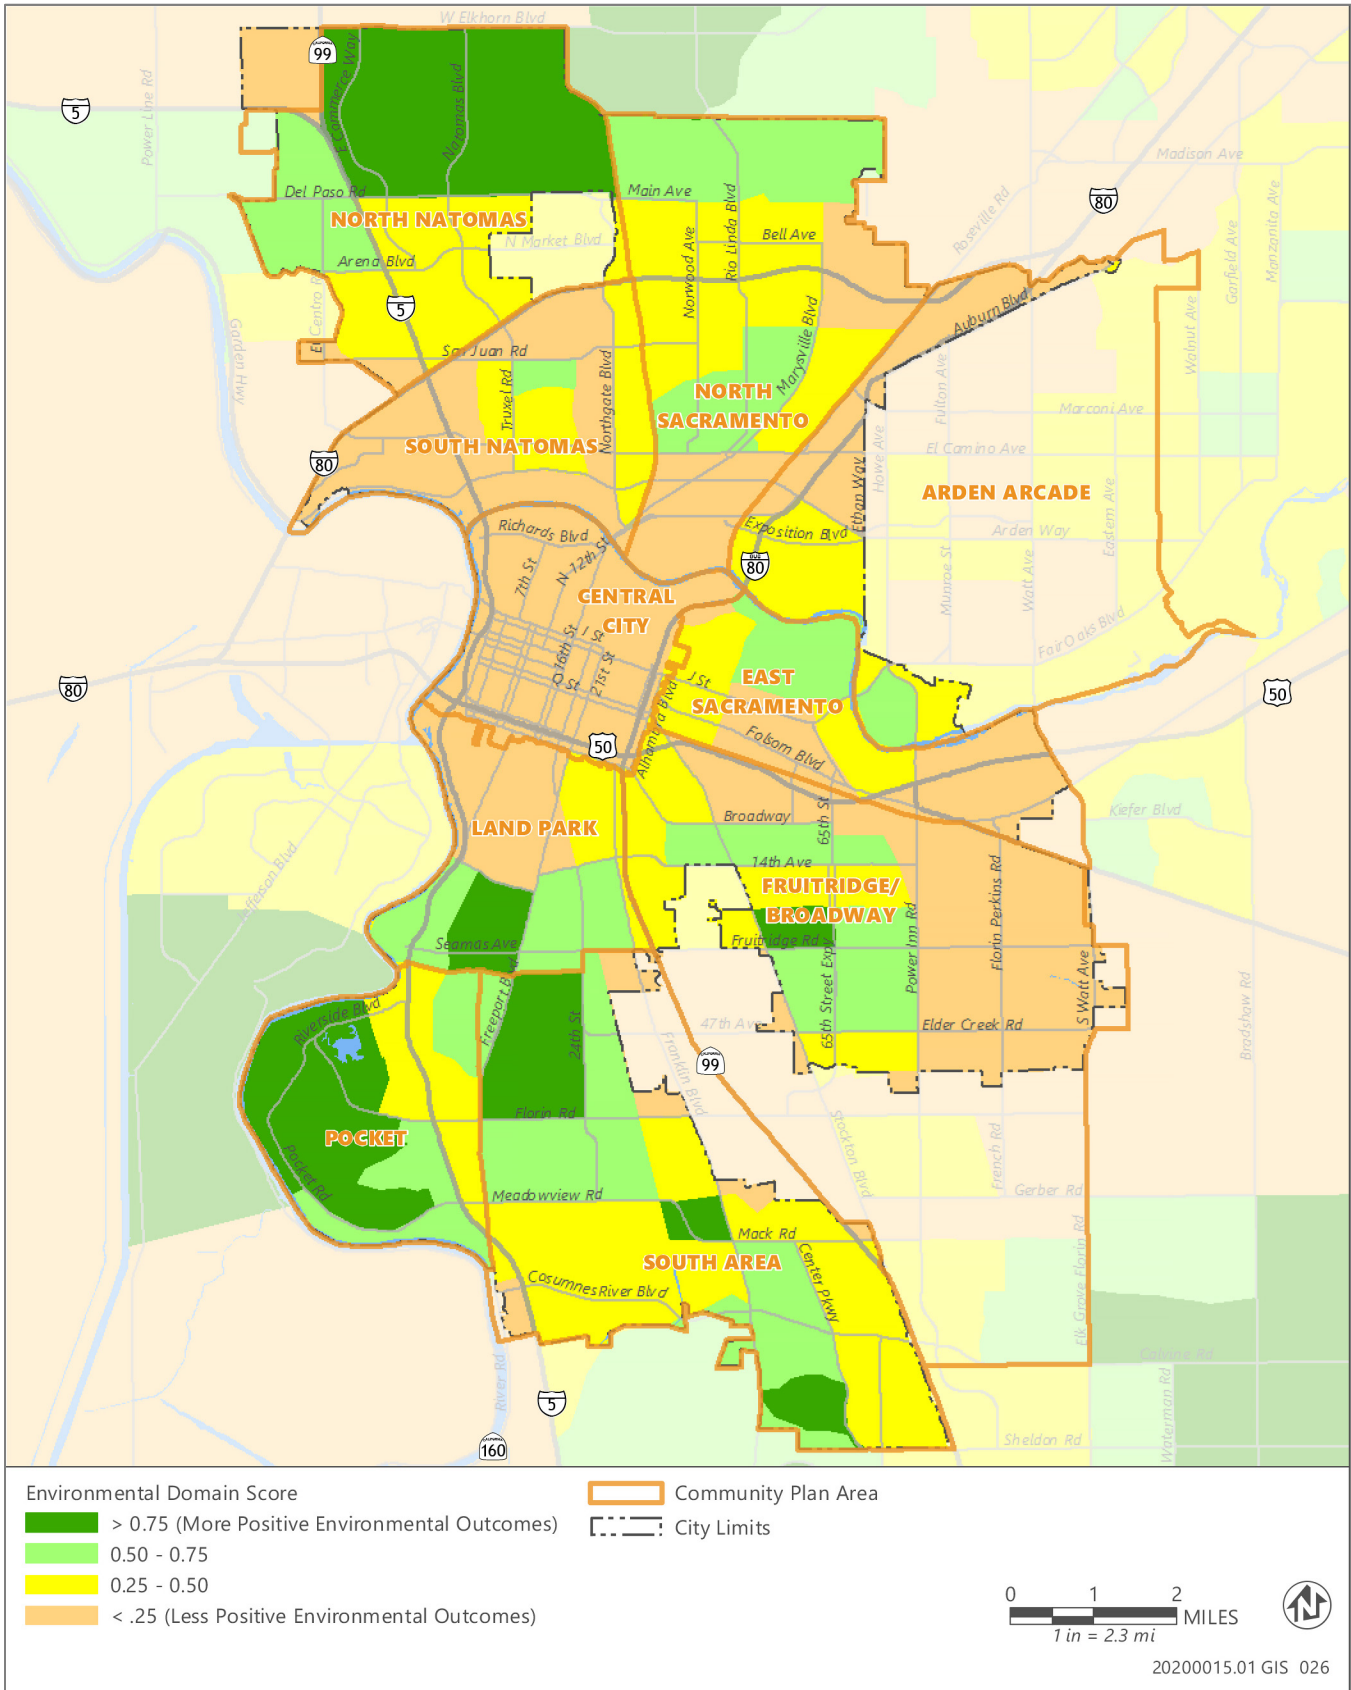 W Elkhorn Blvd
CALIFORNIA
99
5
Power Line Rd
E Commerce Way
Natomas Blvd
Madison Ave
80
Del Paso Rd
Main Ave
Rio Linda Blvd
Roseville Rd
Manzanita Ave
NORTH NATOMAS
N Market Blvd
Bell Ave
Garfield Ave
Norwood Ave
Arena Blvd
El Centro R
5
Auburn Blvd
Walnut Ave
Garden Hwy
San Juan Rd
Marysville Blvd
Northgate Blvd
Fulton Ave
Truxel Rd
NORTH
SACRAMENTO
Marconi Ave
SOUTH NATOMAS
Howe Ave
El Camino Ave
80
Ethan Way
ARDEN ARCADE
Eastern Ave
Richards Blvd
Exposition Blvd
Arden Way
N 12th St
7th St
80
Munroe St
Watt Ave
CENTRAL
CITY
Fair Oaks Blvd
I St
16th St
21st St
Q St
J St
EAST
SACRAMENTO
80
50
Alhambra Blvd
Folsom Blvd
50
LAND PARK
Broadway
65th St
Kiefer Blvd
Jefferson Blvd
14th Ave
FRUITRIDGE/
BROADWAY
Florin Perkins Rd
Power Inn Rd
Seamas Ave
Fruitridge Rd
65th Street Expy
S Watt Ave
Bradshaw Rd
Freeport Blvd
24th St
Riverside Blvd
47th Ave
Elder Creek Rd
Franklin Blvd
CALIFORNIA
99
Florin Rd
Stockton Blvd
French Rd
POCKET
Pocket Rd
Meadowview Rd
Gerber Rd
Mack Rd
SOUTH AREA
Center Pkwy
Elk Grove Florin Rd
Cosumnes River Blvd
Calvine Rd
River Rd
5
Waterman Rd
CALIFORNIA
160
Sheldon Rd
Environmental Domain Score
> 0.75 (More Positive Environmental Outcomes)
0.50 - 0.75
0.25 - 0.50
< .25 (Less Positive Environmental Outcomes)
Community Plan Area
City Limits
0 1 2
MILES
1 in = 2.3 mi
N
20200015.01 GIS 026